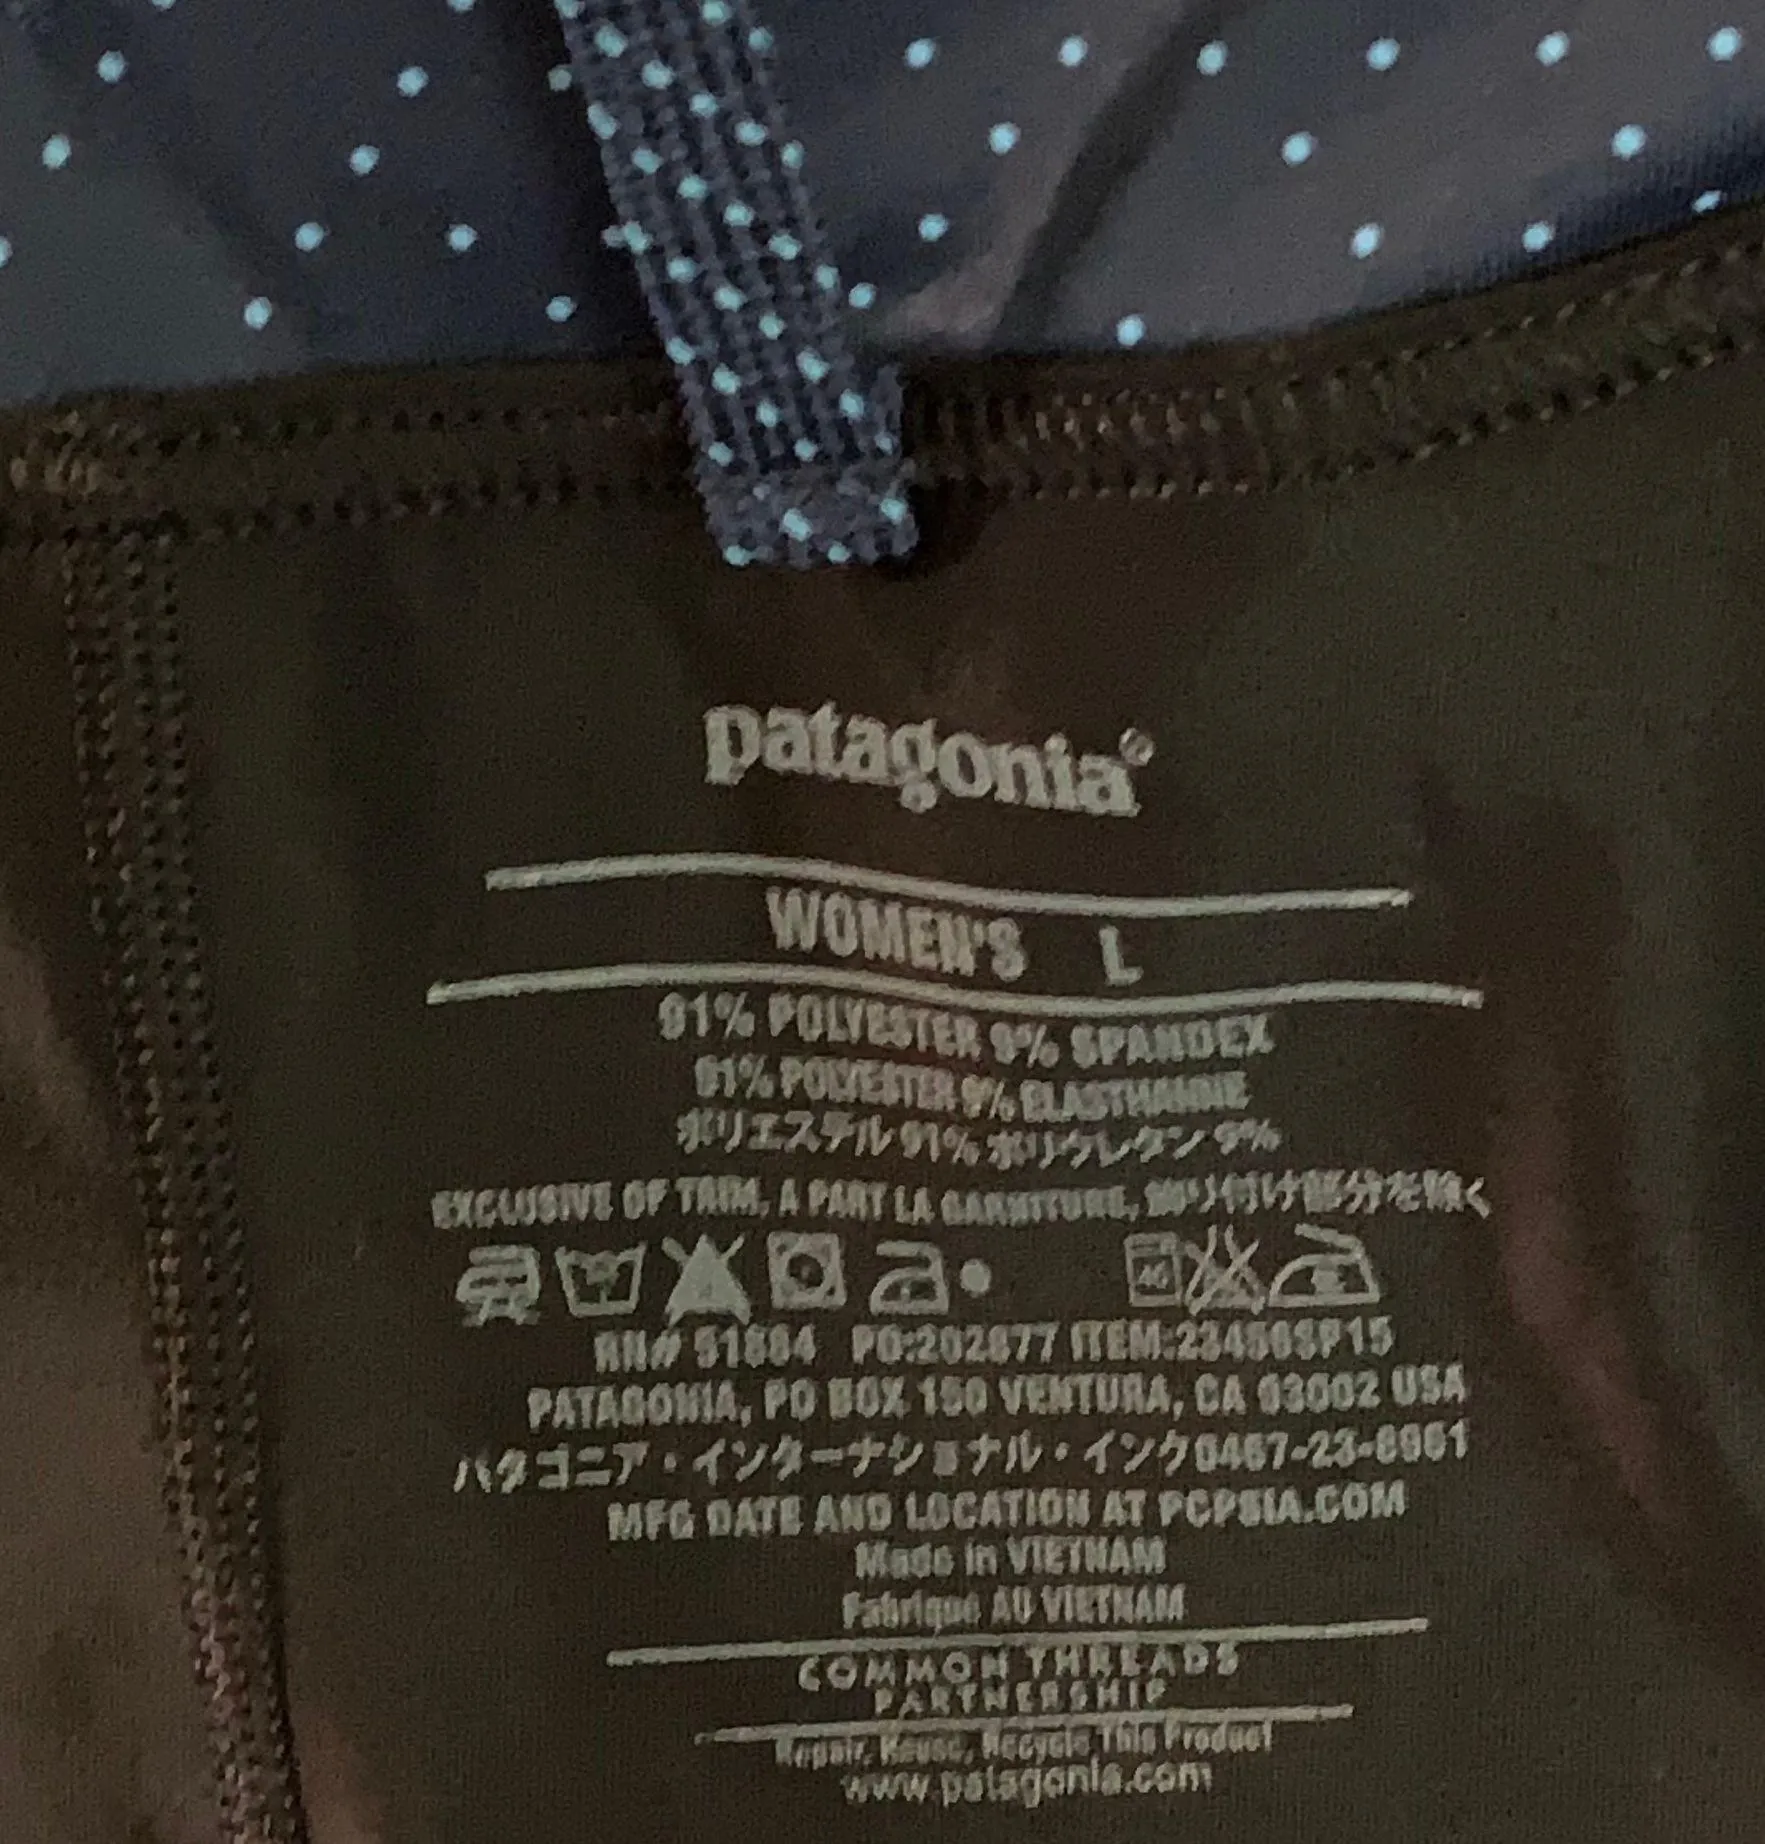 patagonia®
WOMEN'S L
91% POLYESTER 9% SPANDEX
91% POLYESTER 9% ELASTHANNE
ポリエステル 91% ポリウレタン 9%
EXCLUSIVE OF TRIM, A PART LA GARNITURE, 飾り付け部分を除く
40
RN# 51884 PO:202877 ITEM:23450SP15
PATAGONIA, PO BOX 150 VENTURA, CA 93002 USA
パタゴニア・インターナショナル・インク0467-23-8961
MFG DATE AND LOCATION AT PCPSIA.COM
Made in VIETNAM
Fabriqué AU VIETNAM
COMMON THREADS
PARTNERSHIP
Repair, Reuse, Recycle This Product
www.patagonia.com